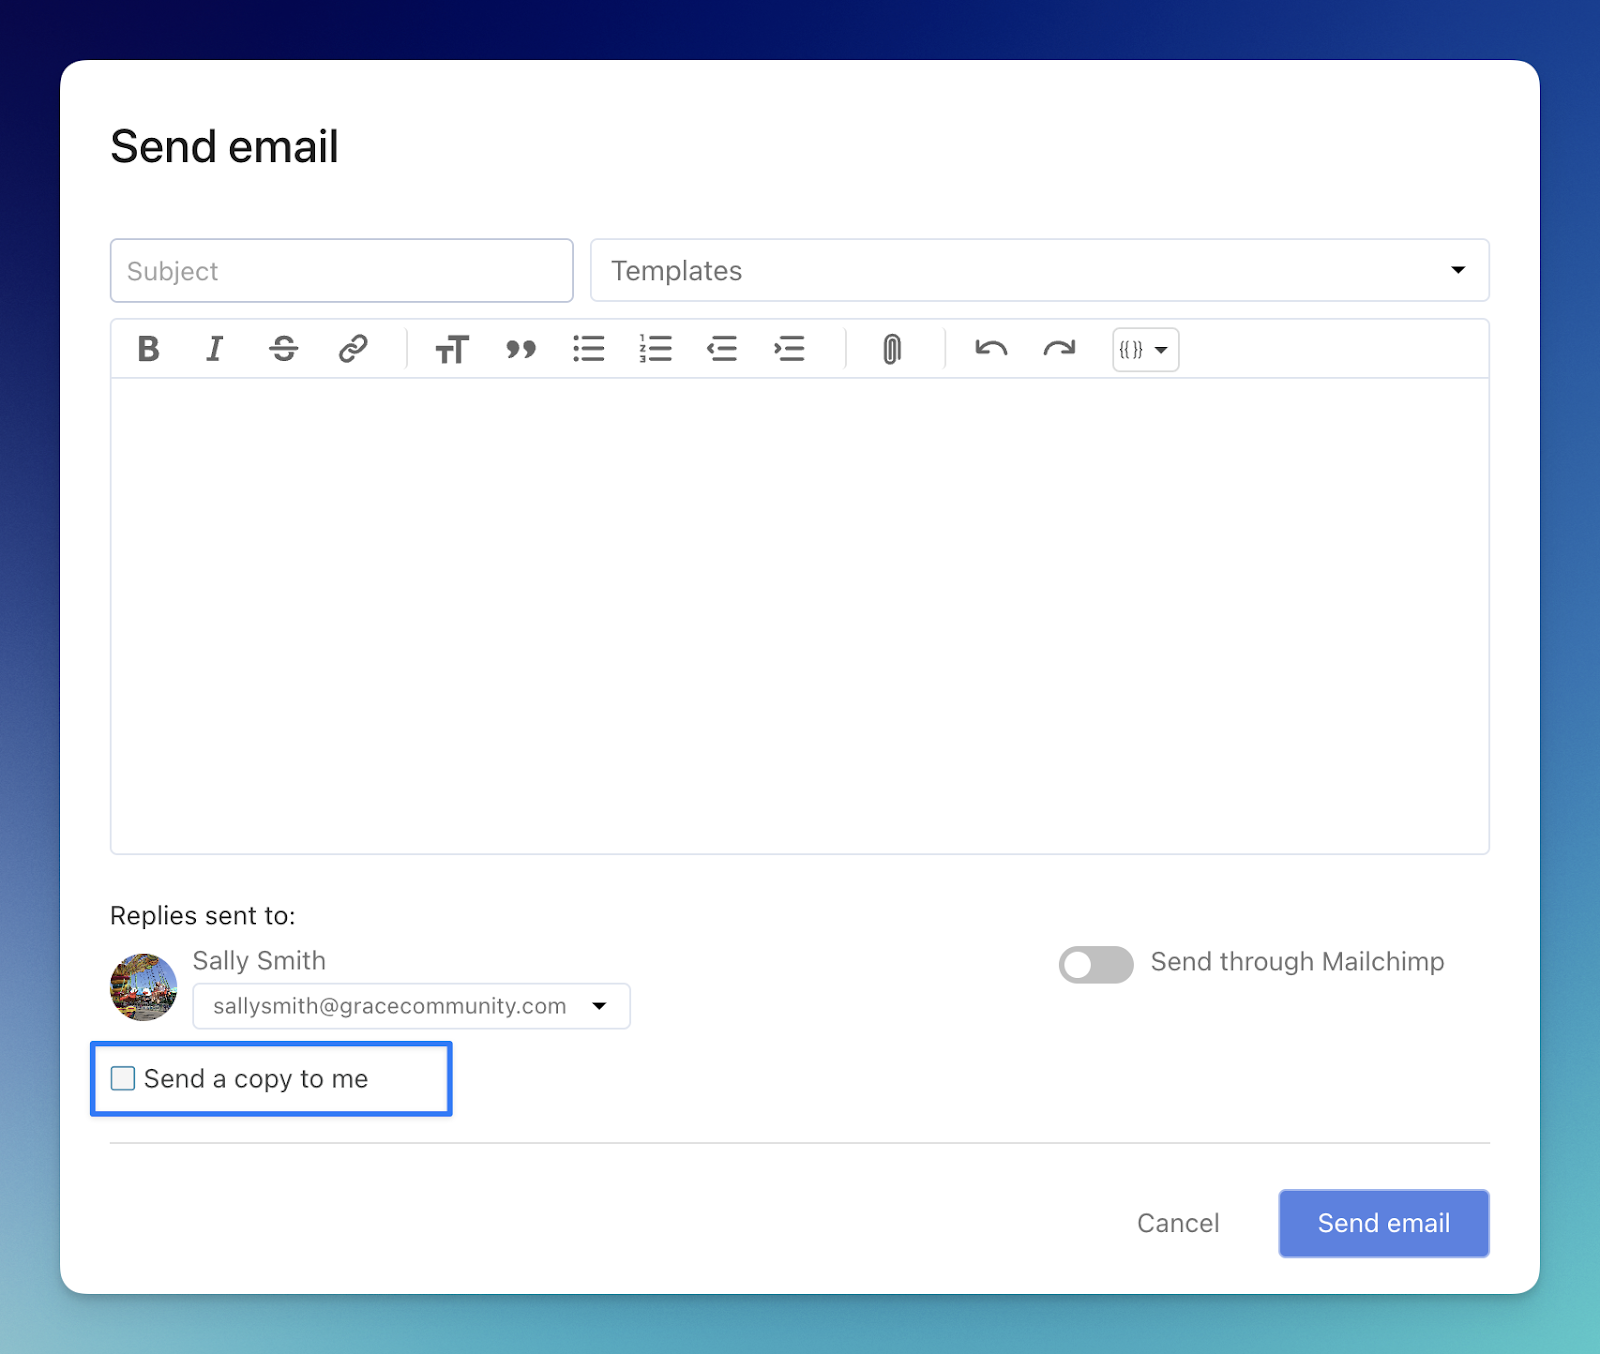 Send email
Subject
Templates
{{}}
Replies sent to:
Sally Smith
Send through Mailchimp
sallysmith@gracecommunity.com
Send a copy to me
Cancel
Send email